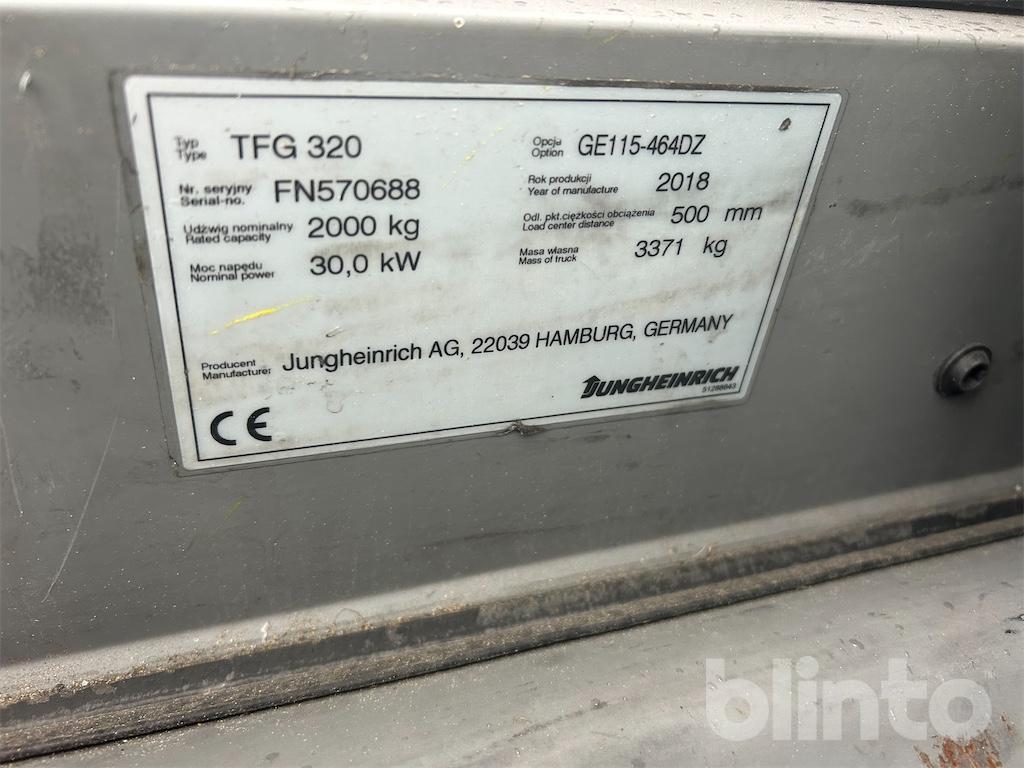 Typ TFG 320 Opcja GE115-464DZ
Type Option
Nr. seryjny FN570688 Rok produkcji 2018
Serial-no. Year of manufacture
Udźwig nominalny 2000 kg Odl. pkt.ciężkości obciążenia 500 mm
Rated capacity Load center distance
Moc napędu 30,0 kW Masa własna 3371 kg
Nominal power Mass of truck
Producent Jungheinrich AG, 22039 HAMBURG, GERMANY
Manufacturer
JUNGHEINRICH
51288843
CE
blinto